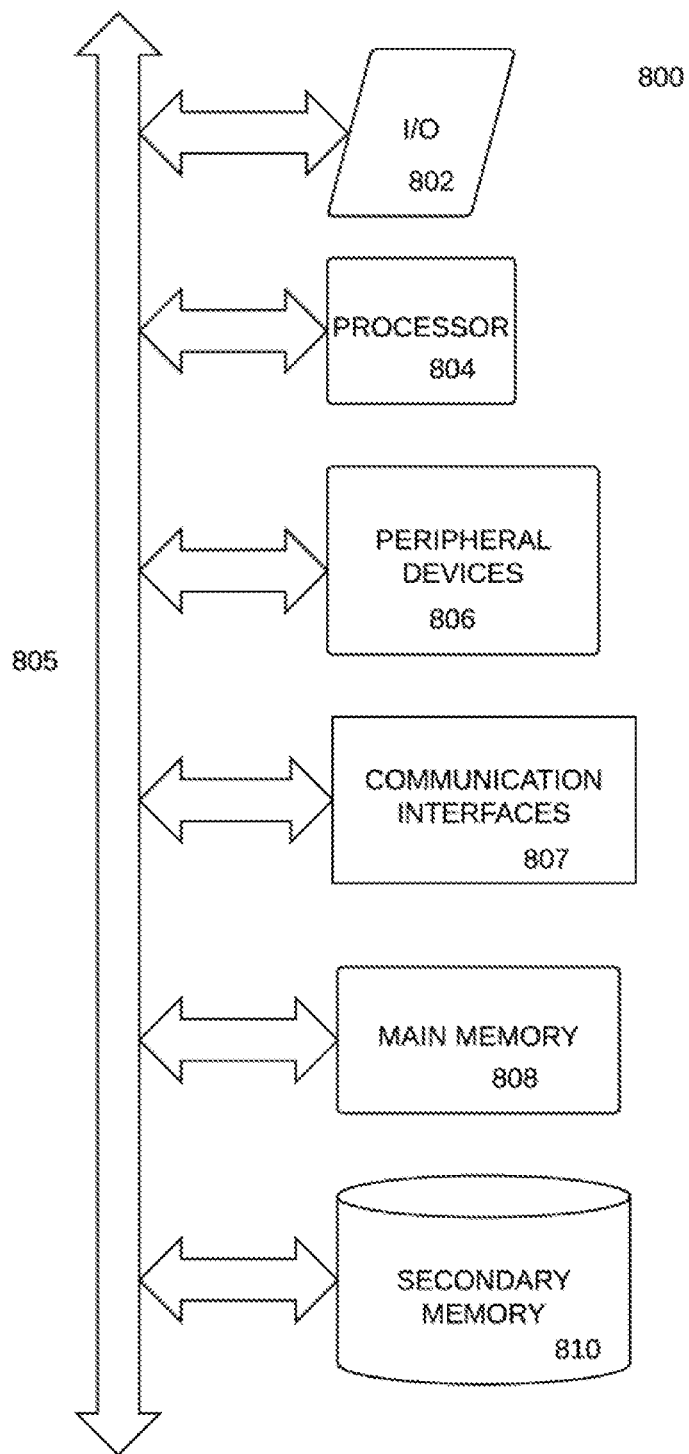 800
I/O
802
PROCESSOR
804
PERIPHERAL
DEVICES
806
805
COMMUNICATION
INTERFACES
807
MAIN MEMORY
808
SECONDARY
MEMORY
810